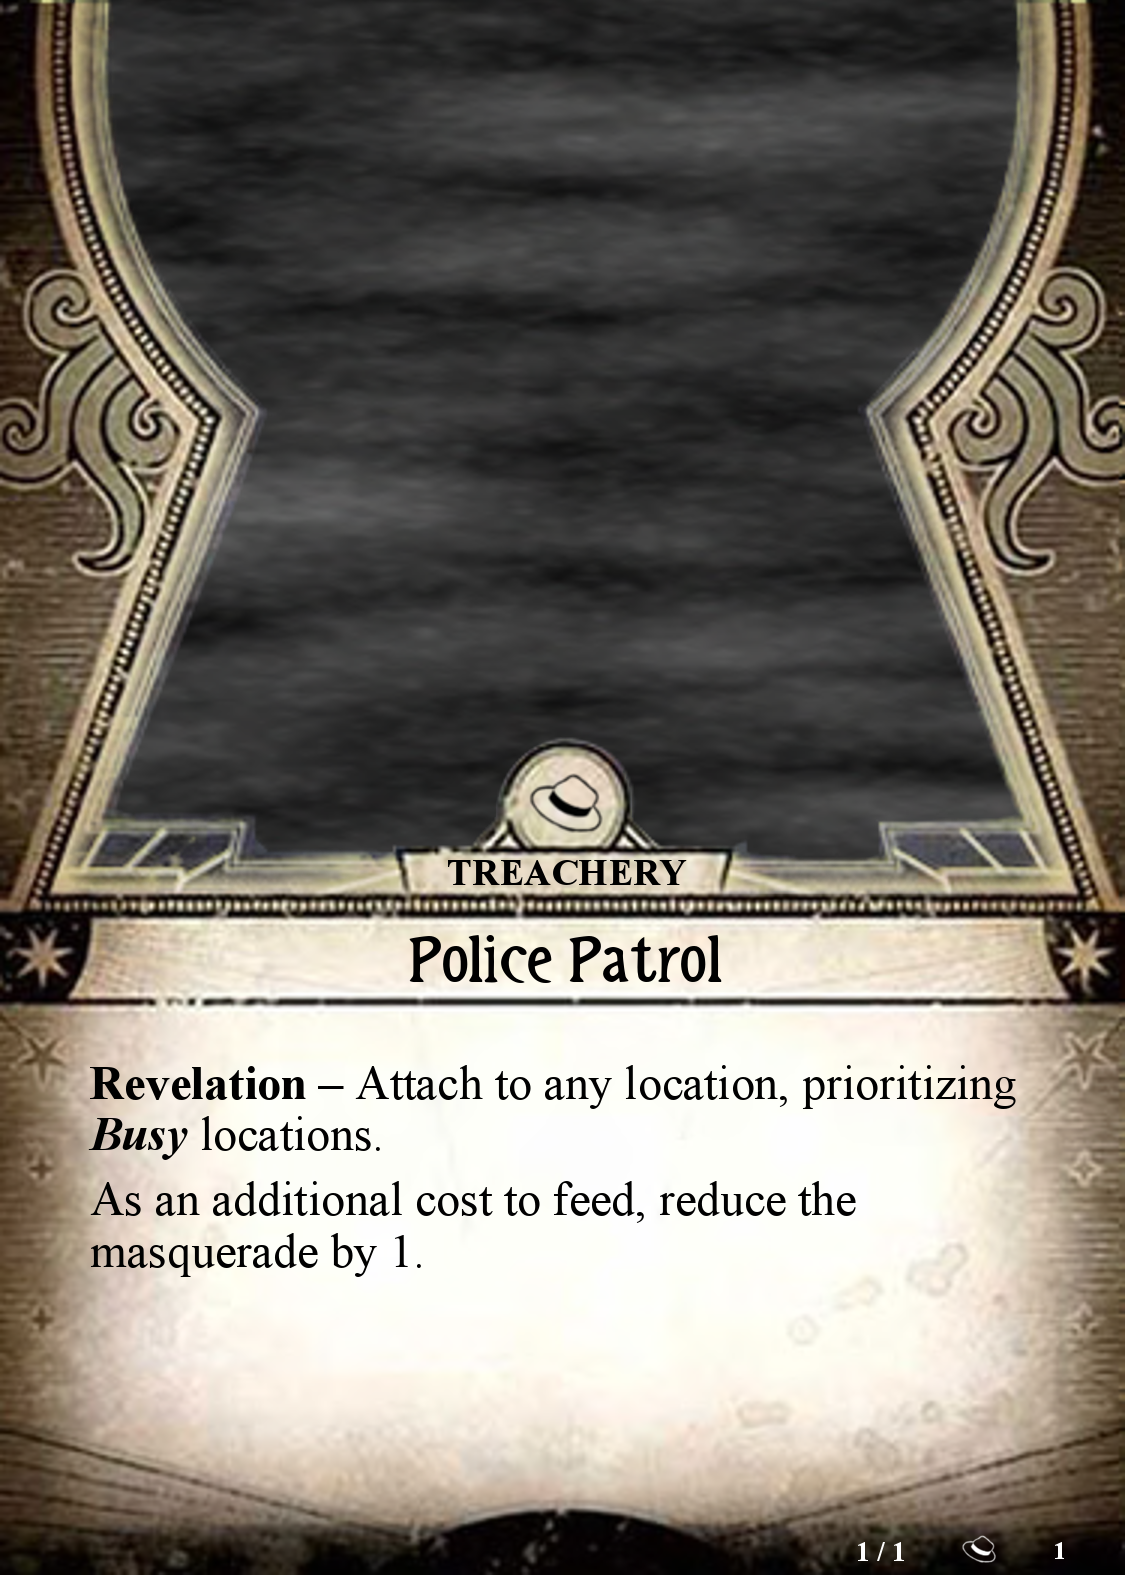 TREACHERY
Police Patrol
Revelation – Attach to any location, prioritizing
Busy locations.
As an additional cost to feed, reduce the
masquerade by 1.
1 / 1 1